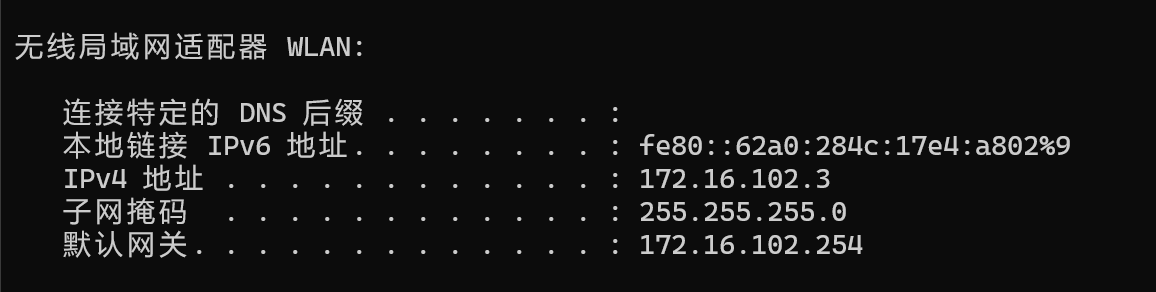 无线局域网适配器 WLAN:
连接特定的 DNS 后缀 . . . . . . . :
本地链接 IPv6 地址. . . . . . . . : fe80::62a0:284c:17e4:a802%9
IPv4 地址 . . . . . . . . . . . . : 172.16.102.3
子网掩码  . . . . . . . . . . . . : 255.255.255.0
默认网关. . . . . . . . . . . . . : 172.16.102.254